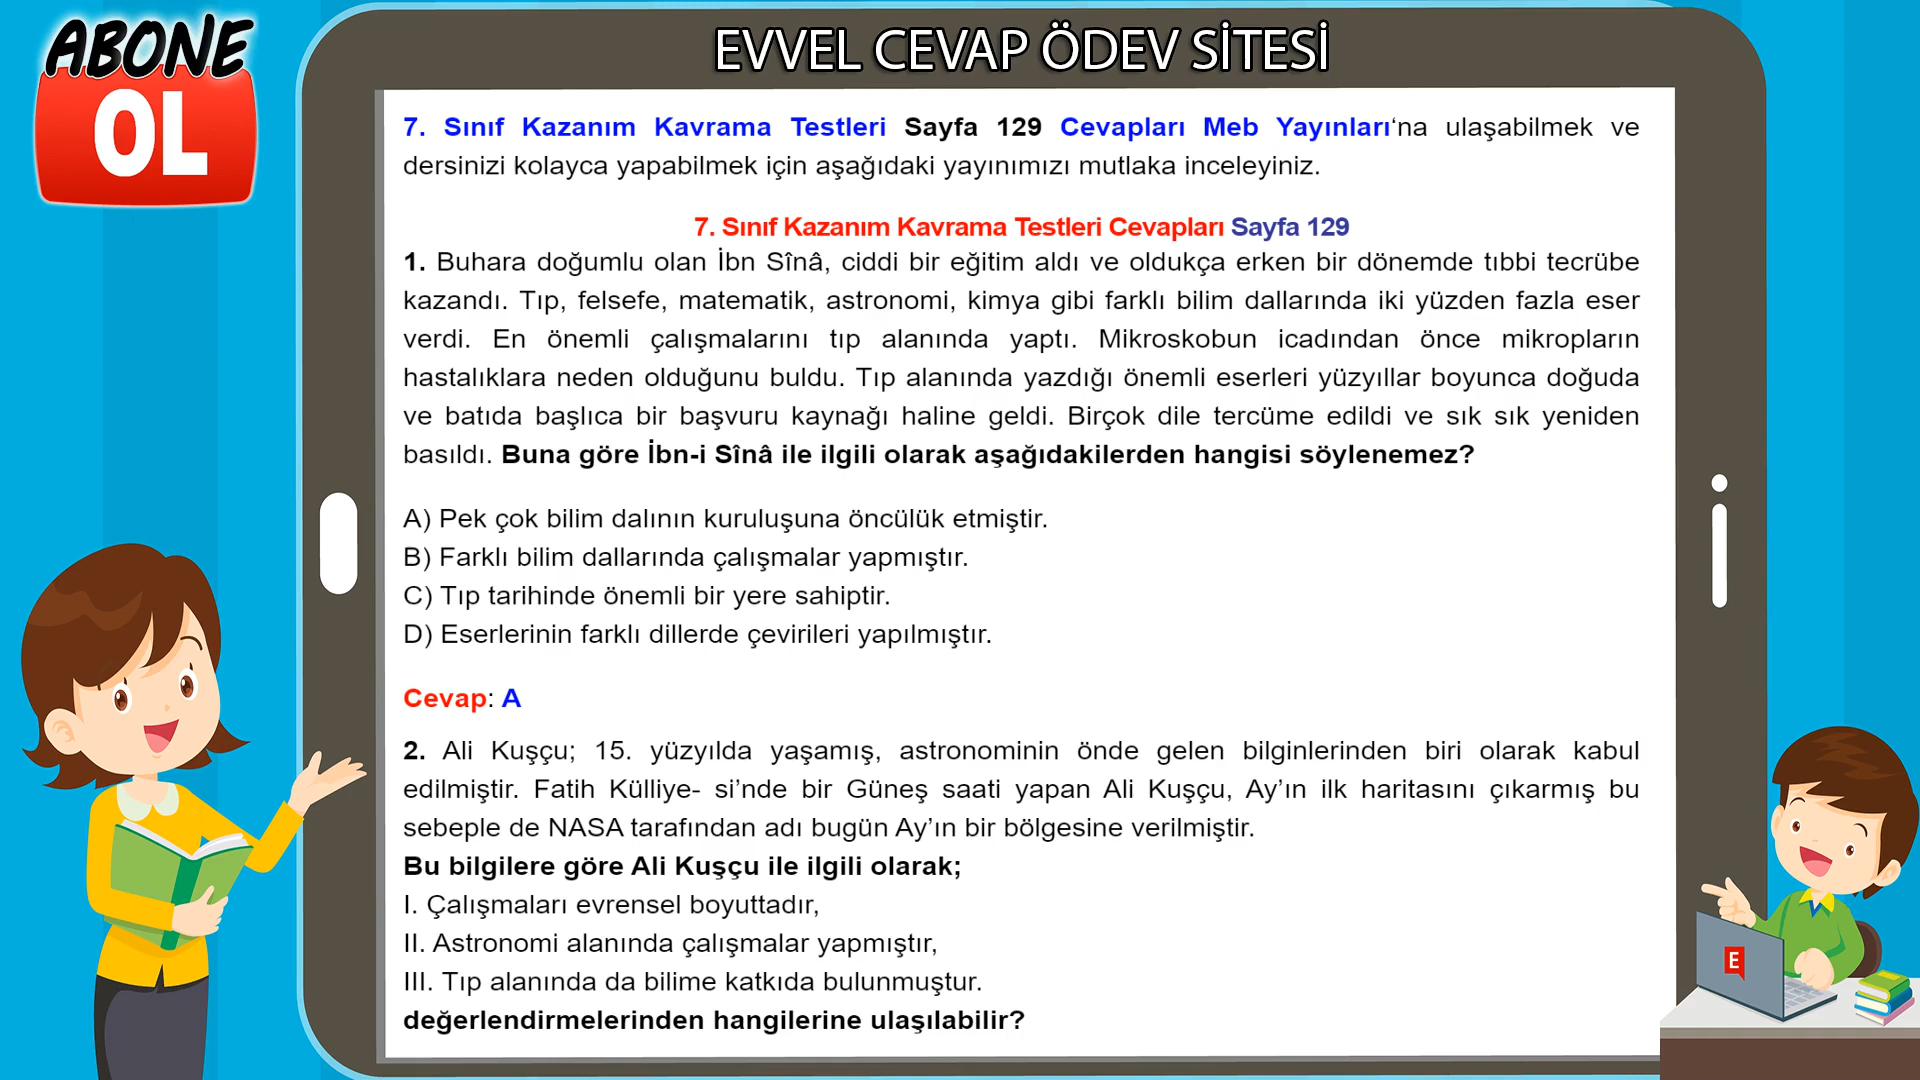 ABONE
OL
EVVEL CEVAP ÖDEV SİTESİ
7. Sınıf Kazanım Kavrama Testleri Sayfa 129 Cevapları Meb Yayınları‘na ulaşabilmek ve
dersinizi kolayca yapabilmek için aşağıdaki yayınımızı mutlaka inceleyiniz.
7. Sınıf Kazanım Kavrama Testleri Cevapları Sayfa 129
1. Buhara doğumlu olan İbn Sînâ, ciddi bir eğitim aldı ve oldukça erken bir dönemde tıbbi tecrübe
kazandı. Tıp, felsefe, matematik, astronomi, kimya gibi farklı bilim dallarında iki yüzden fazla eser
verdi. En önemli çalışmalarını tıp alanında yaptı. Mikroskobun icadından önce mikropların
hastalıklara neden olduğunu buldu. Tıp alanında yazdığı önemli eserleri yüzyıllar boyunca doğuda
ve batıda başlıca bir başvuru kaynağı haline geldi. Birçok dile tercüme edildi ve sık sık yeniden
basıldı. Buna göre İbn-i Sînâ ile ilgili olarak aşağıdakilerden hangisi söylenemez?
A) Pek çok bilim dalının kuruluşuna öncülük etmiştir.
B) Farklı bilim dallarında çalışmalar yapmıştır.
C) Tıp tarihinde önemli bir yere sahiptir.
D) Eserlerinin farklı dillerde çevirileri yapılmıştır.
Cevap: A
2. Ali Kuşçu; 15. yüzyılda yaşamış, astronominin önde gelen bilginlerinden biri olarak kabul
edilmiştir. Fatih Külliye- si’nde bir Güneş saati yapan Ali Kuşçu, Ay’ın ilk haritasını çıkarmış bu
sebeple de NASA tarafından adı bugün Ay’ın bir bölgesine verilmiştir.
Bu bilgilere göre Ali Kuşçu ile ilgili olarak;
I. Çalışmaları evrensel boyuttadır,
II. Astronomi alanında çalışmalar yapmıştır,
III. Tıp alanında da bilime katkıda bulunmuştur.
değerlendirmelerinden hangilerine ulaşılabilir?
E